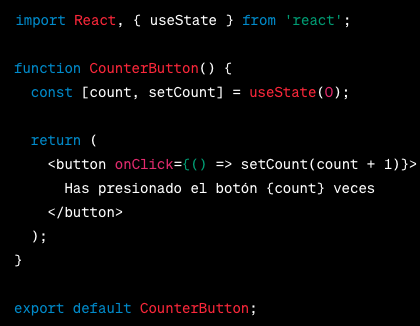 import React, { useState } from 'react';

function CounterButton() {
  const [count, setCount] = useState(0);

  return (
    <button onClick={() => setCount(count + 1)}>
      Has presionado el botón {count} veces
    </button>
  );
}

export default CounterButton;